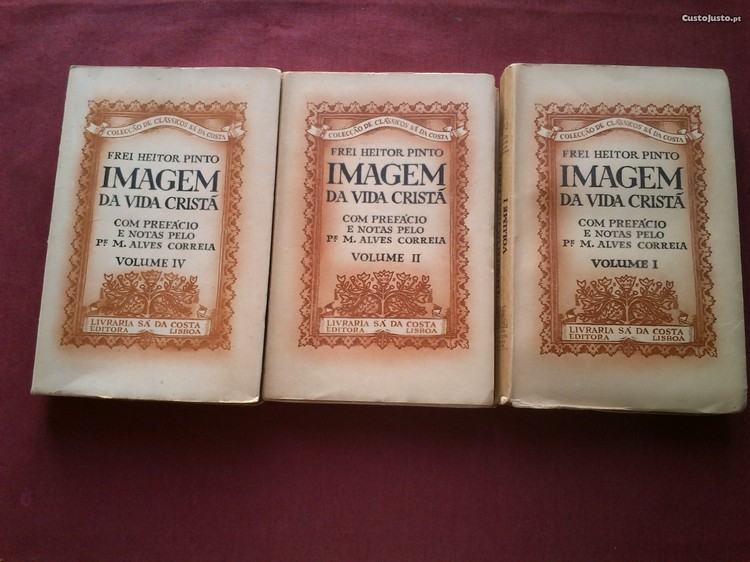 CustoJusto.pt
COLECÇÃO DE CLÁSSICOS SÁ DA COSTA
FREI HEITOR PINTO
IMAGEM
DA VIDA CRISTÃ
COM PREFÁCIO
E NOTAS PELO
Pᴱ M. ALVES CORREIA
VOLUME IV
LIVRARIA SÁ DA COSTA
EDITORA LISBOA
COLECÇÃO DE CLÁSSICOS SÁ DA COSTA
FREI HEITOR PINTO
IMAGEM
DA VIDA CRISTÃ
COM PREFÁCIO
E NOTAS PELO
Pᴱ M. ALVES CORREIA
VOLUME II
LIVRARIA SÁ DA COSTA
EDITORA LISBOA
VOLUME I
COLECÇÃO DE CLÁSSICOS SÁ DA COSTA
FREI HEITOR PINTO
IMAGEM
DA VIDA CRISTÃ
COM PREFÁCIO
E NOTAS PELO
Pᴱ M. ALVES CORREIA
VOLUME I
LIVRARIA SÁ DA COSTA
EDITORA LISBOA